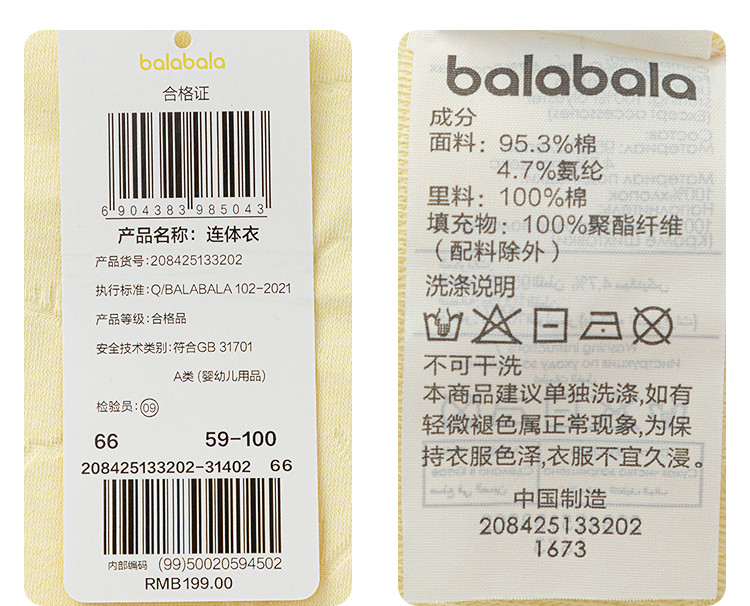 balabala
合格证
6 904383 985043
产品名称：连体衣
产品货号:208425133202
执行标准:Q/BALABALA 102-2021
产品等级:合格品
安全技术类别:符合GB 31701
A类 (婴幼儿用品)
检验员:09
66 59-100
208425133202-31402 66
内部编码 (99)50020594502
RMB199.00
balabala
成分
面料：95.3%棉
4.7%氨纶
里料：100%棉
填充物：100%聚酯纤维
（配料除外）
洗涤说明
不可干洗
本商品建议单独洗涤,如有
轻微褪色属正常现象,为保
持衣服色泽,衣服不宜久浸。
中国制造
208425133202
1673